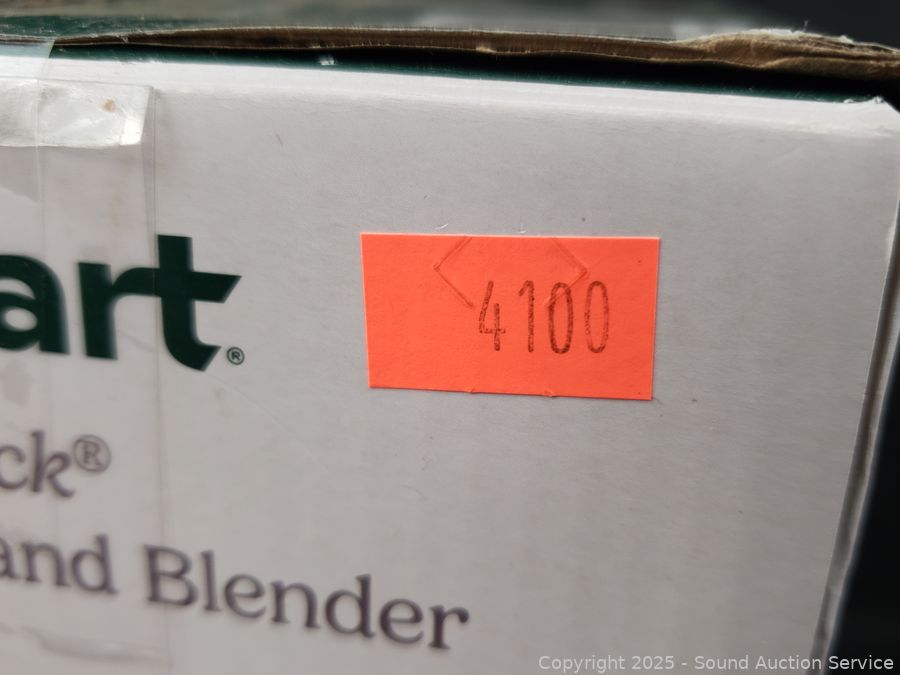 art®
4100
ck®
and Blender
Copyright 2025 - Sound Auction Service